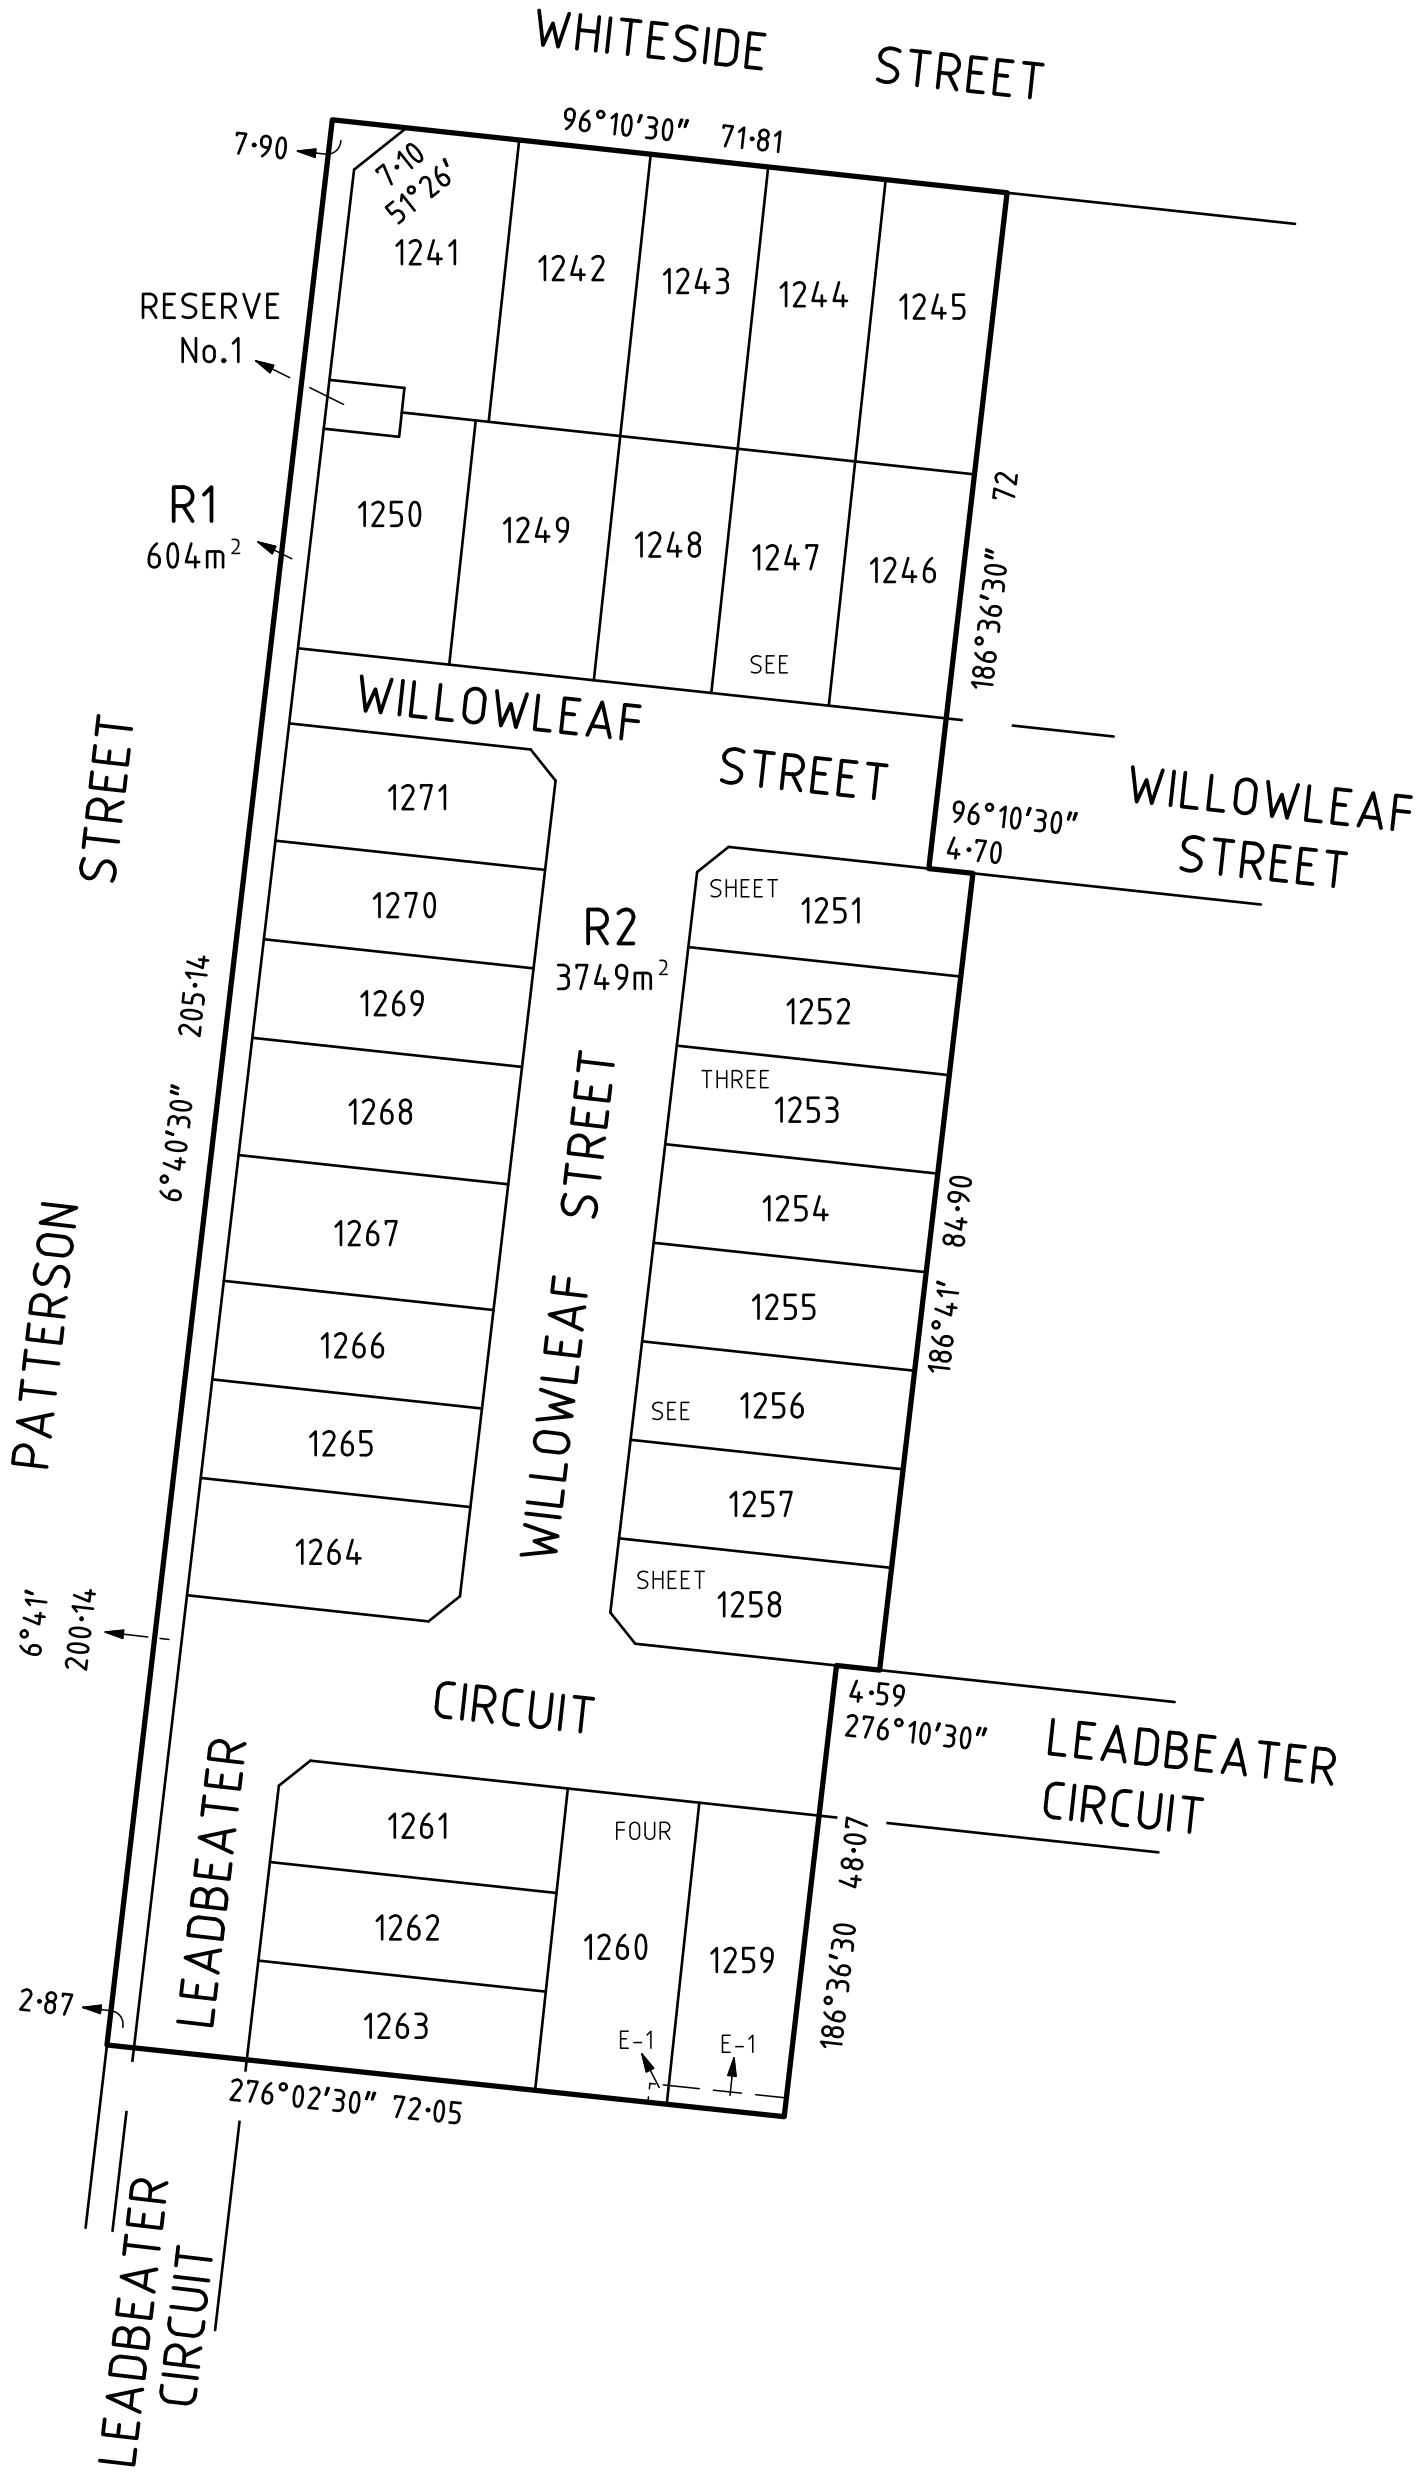 WHITESIDE STREET
96°10'30" 71·81
7·90
7·10
51°26'
1241
1242
1243
1244
1245
RESERVE
No.1
R1
604m²
1250
1249
1248
1247
1246
SEE
186°36'30" 72
WILLOWLEAF STREET
WILLOWLEAF
STREET
96°10'30"
4·70
PATTERSON STREET
6°40'30" 205·14
1271
1270
1269
1268
1267
1266
1265
1264
R2
3749m²
WILLOWLEAF STREET
SHEET
1251
1252
THREE
1253
1254
1255
SEE
1256
1257
SHEET
1258
186°41' 84·90
6°41'
200·14
4·59
276°10'30"
LEADBEATER
CIRCUIT
LEADBEATER CIRCUIT
1261
1262
1263
FOUR
1260
1259
186°36'30 48·07
E-1
E-1
2·87
276°02'30" 72·05
LEADBEATER
CIRCUIT